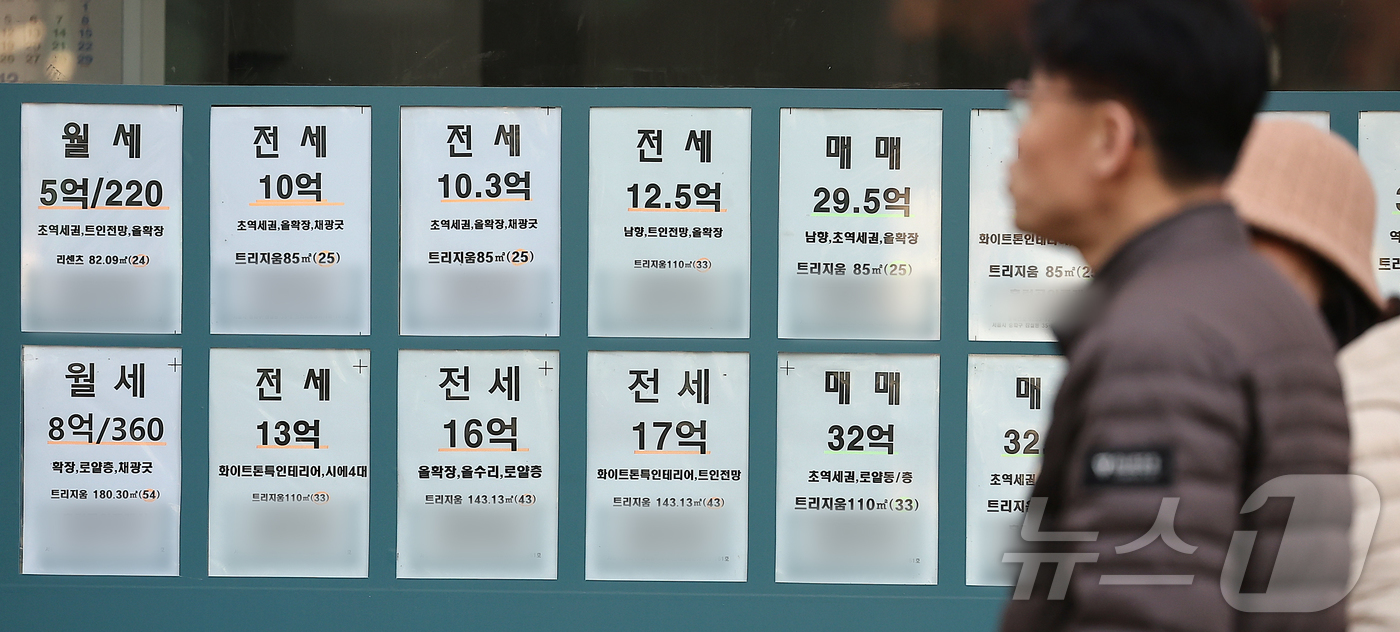 월 세
5억/220
초역세권,트인전망,올확장
리센츠 82.09㎡(24)
전 세
10억
초역세권,올확장,채광굿
트리지움85㎡(25)
전 세
10.3억
초역세권,올확장,채광굿
트리지움85㎡(25)
전 세
12.5억
남향,트인전망,올확장
트리지움110㎡(33)
매 매
29.5억
남향,초역세권,올확장
트리지움 85㎡(25)
화이트톤인테리어
트리지움 85㎡(25
월 세
8억/360
확장,로얄층,채광굿
트리지움 180.30㎡(54)
전 세
13억
화이트톤특인테리어,시에4대
트리지움110㎡(33)
전 세
16억
올확장,올수리,로얄층
트리지움 143.13㎡(43)
전 세
17억
화이트톤특인테리어,트인전망
트리지움 143.13㎡(43)
매 매
32억
초역세권,로얄동/층
트리지움110㎡(33)
매
32
초역세권,
트리지움
뉴스1